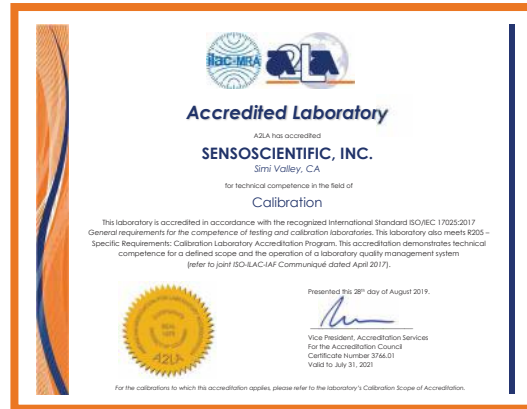 ilac-MRA
A2LA
Accredited Laboratory
A2LA has accredited
SENSOSCIENTIFIC, INC.
Simi Valley, CA
for technical competence in the field of
Calibration
This laboratory is accredited in accordance with the recognized International Standard ISO/IEC 17025:2017
General requirements for the competence of testing and calibration laboratories. This laboratory also meets R205 –
Specific Requirements: Calibration Laboratory Accreditation Program. This accreditation demonstrates technical
competence for a defined scope and the operation of a laboratory quality management system
(refer to joint ISO-ILAC-IAF Communiqué dated April 2017).
Presented this 28th day of August 2019.
Vice President, Accreditation Services
For the Accreditation Council
Certificate Number 3766.01
Valid to July 31, 2021
A2LA
For the calibrations to which this accreditation applies, please refer to the laboratory's Calibration Scope of Accreditation.